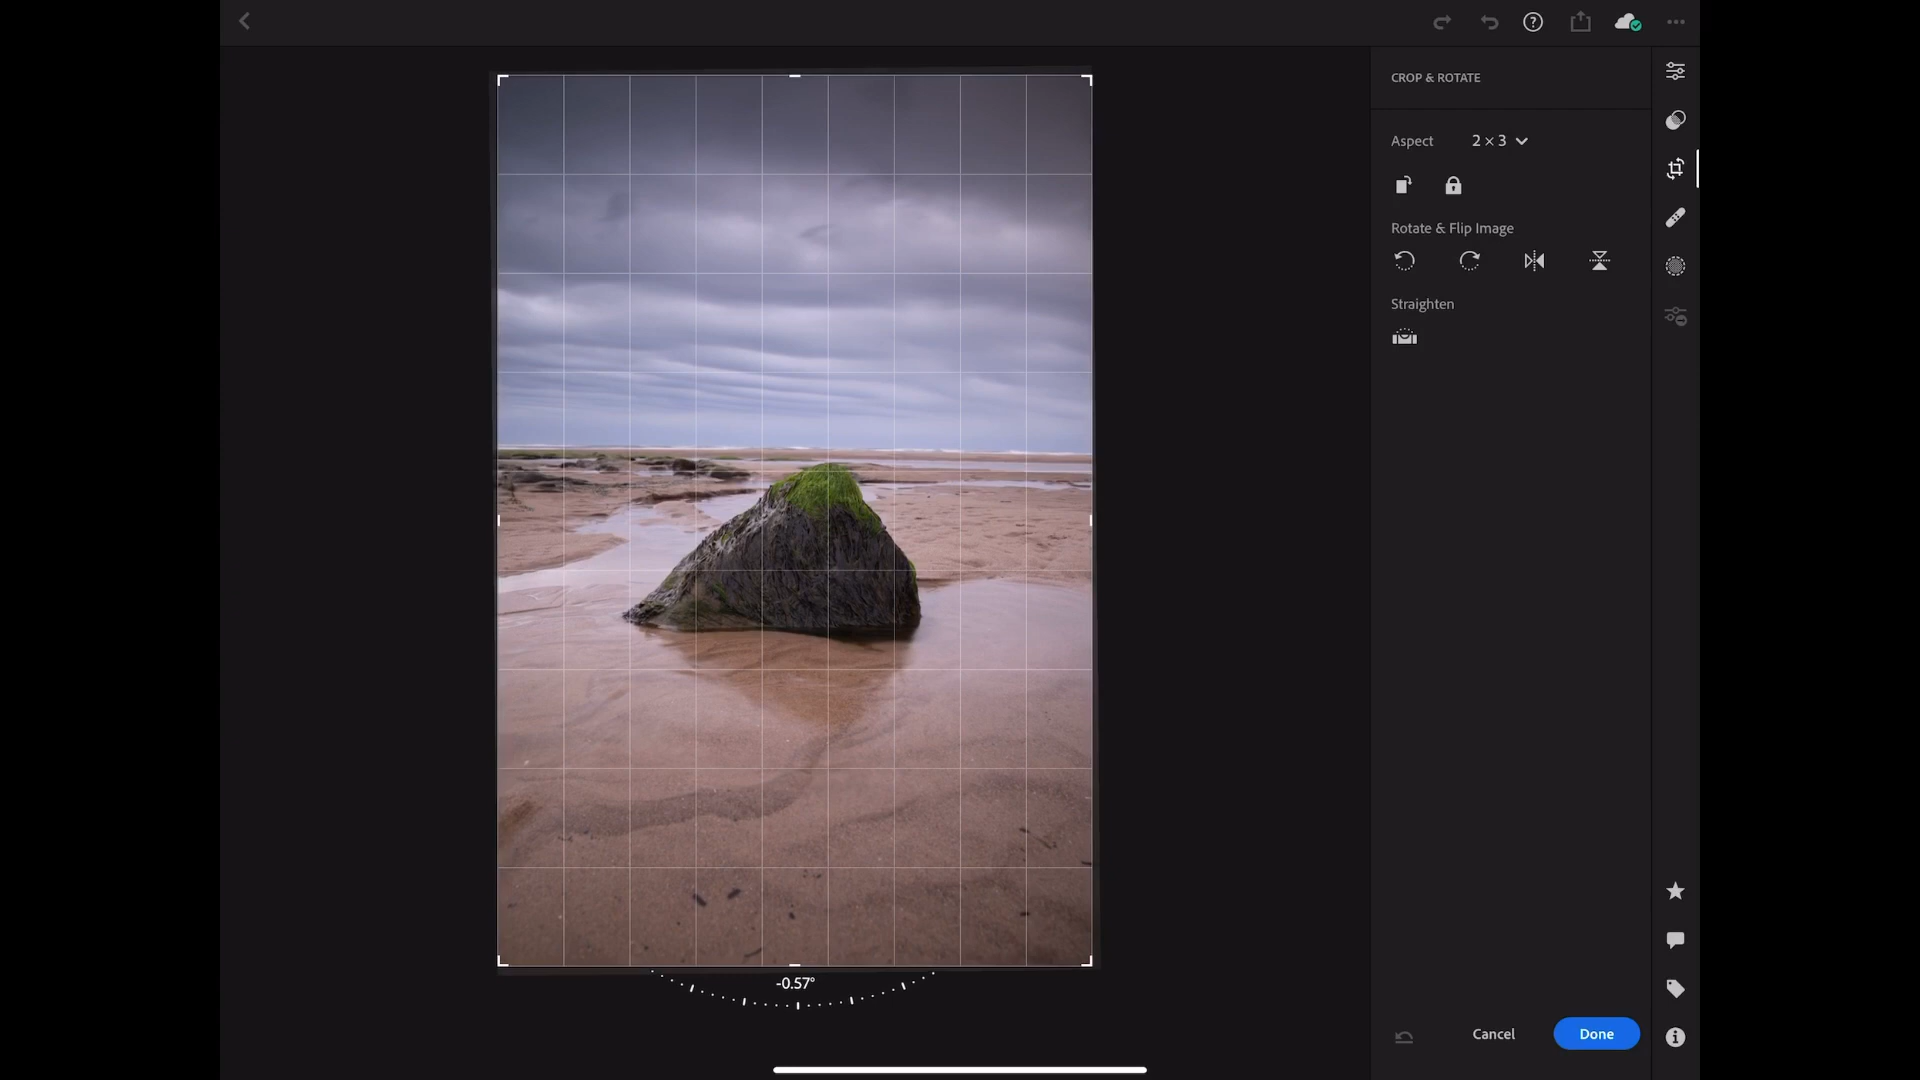 CROP & ROTATE
Aspect 2 × 3
Rotate & Flip Image
Straighten
-0.57°
Cancel Done